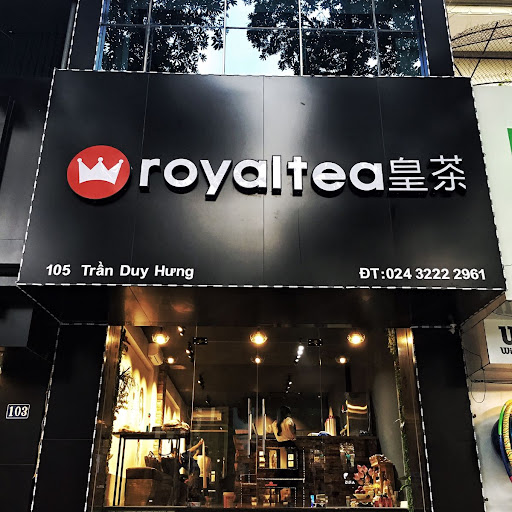 royaltea皇茶
105 Trần Duy Hưng
ĐT:024 3222 2961
103